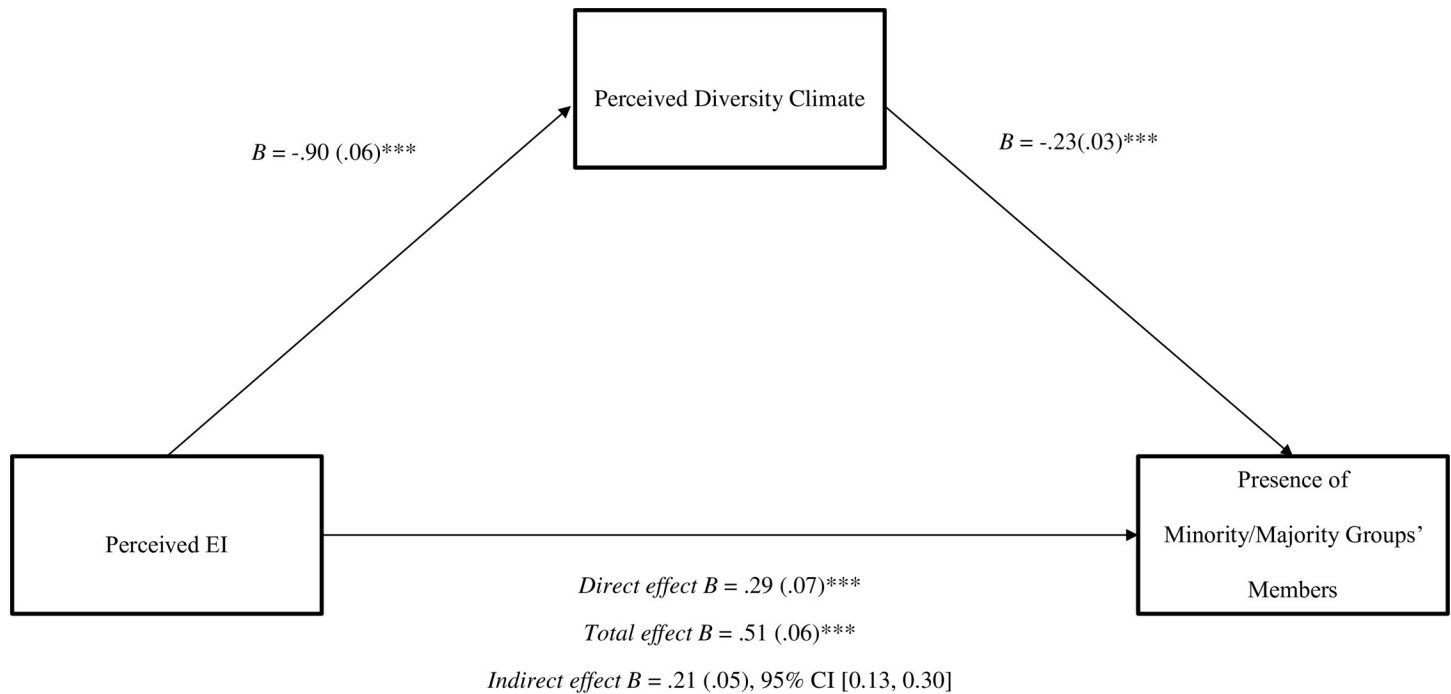 Perceived Diversity Climate
B = -.90 (.06)***
B = -.23(.03)***
Perceived EI
Presence of
Minority/Majority Groups’
Members
Direct effect B = .29 (.07)***
Total effect B = .51 (.06)***
Indirect effect B = .21 (.05), 95% CI [0.13, 0.30]